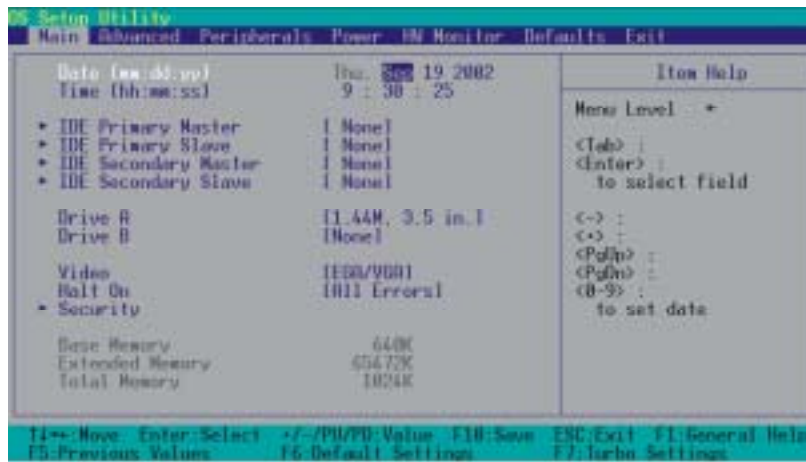 OS Setup Utility
Main Advanced Peripherals Power HW Monitor Defaults Exit
Date (mm:dd:yy) Thu, Sep 19 2002
Time (hh:mm:ss) 9 : 30 : 25
Item Help
IDE Primary Master [ None]
IDE Primary Slave [ None]
IDE Secondary Master [ None]
IDE Secondary Slave [ None]
Drive A [1.44M, 3.5 in.]
Drive B [None]
Video [EGA/VGA]
Halt On [All Errors]
Security
Base Memory 640K
Extended Memory 65472K
Total Memory 1024K
Menu Level
<Tab> :
<Enter> :
to select field
<-> :
<+> :
<PgUp> :
<PgDn> :
<0-9> :
to set date
:Move Enter:Select +/-/PU/PD:Value F10:Save ESC:Exit F1:General Help
F5:Previous Values F6:Default Settings F7:Turbo Settings